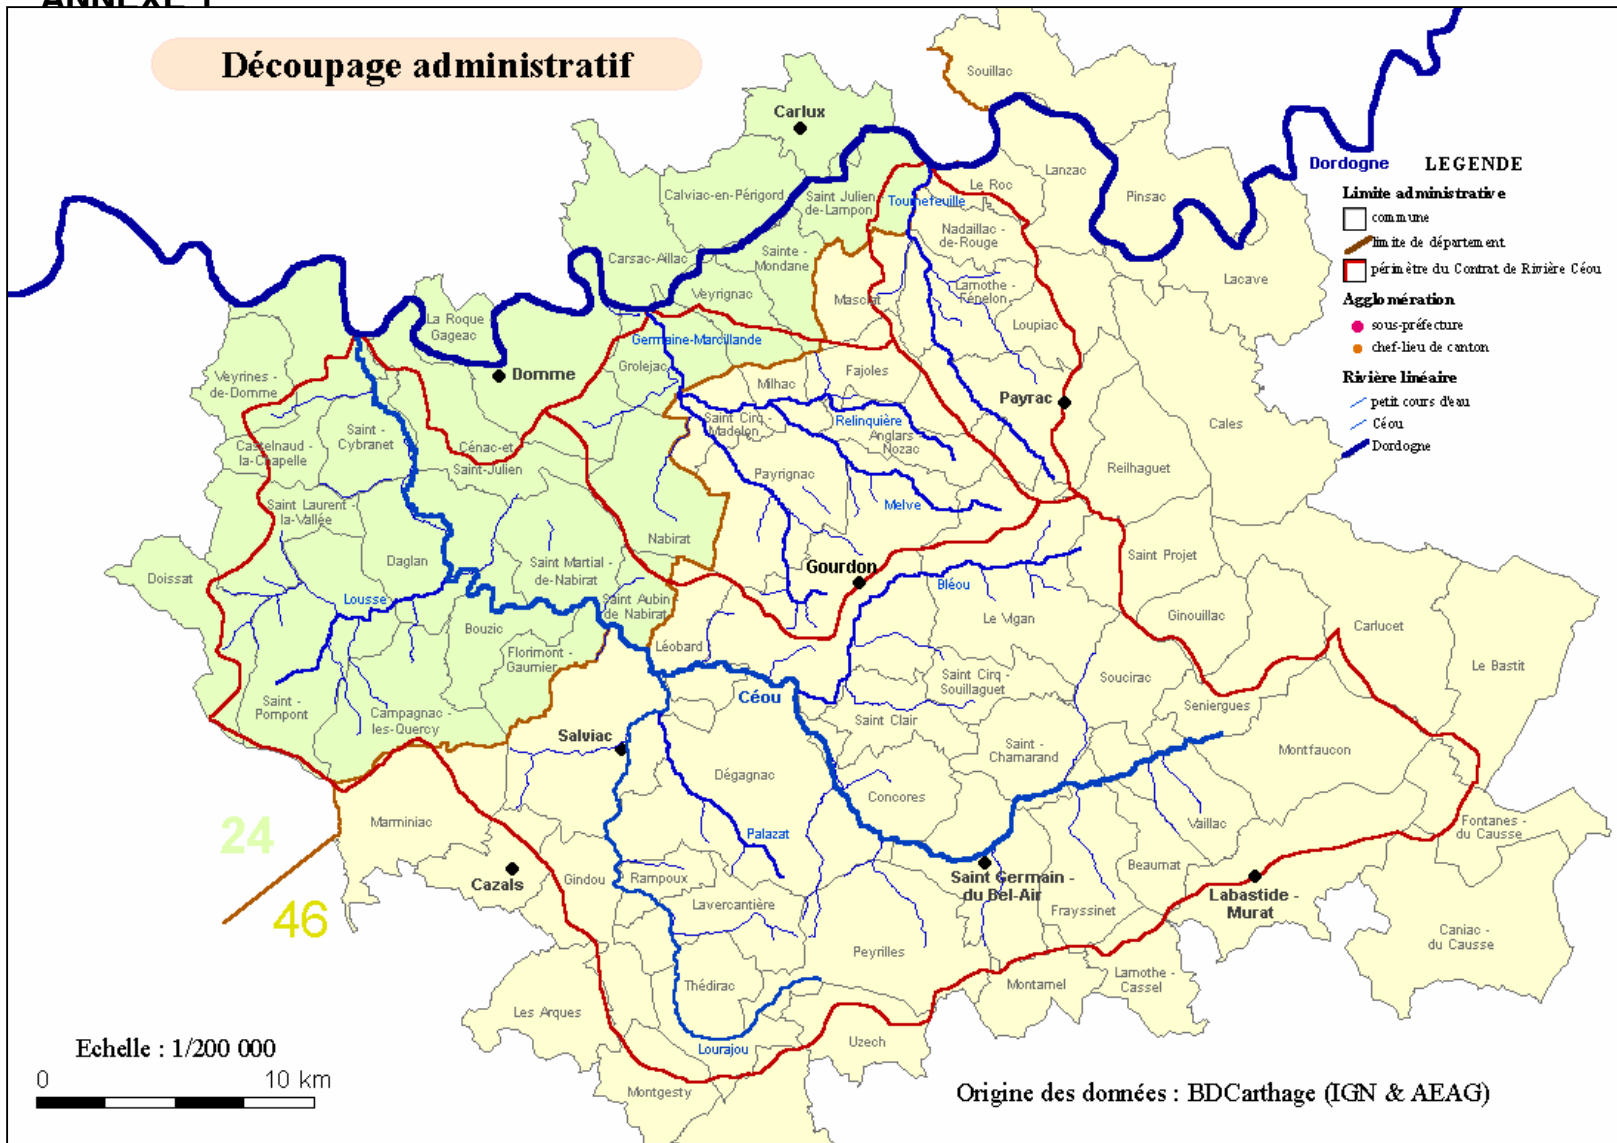 ANNEXE 1
Découpage administratif
Souillac
Carlux
Dordogne
LEGENDE
Limite administrative
commune
limite de département
périmètre du Contrat de Rivière Céou
Agglomération
sous-préfecture
chef-lieu de canton
Rivière linéaire
petit cours d'eau
Céou
Dordogne
Lanzac
Le Roc
Pinsac
Calviac-en-Périgord
Saint Julien
de-Lampon
Tournefeuille
Nadaillac -
de-Rouge
Carsac-Aillac
Sainte -
Mondane
Lacave
Veyrignac
Masclat
Lamothe -
Fénelon
La Roque
Gageac
Loupiac
Germaine-Marcillande
Domme
Grolejac
Veyrines -
de-Domme
Milhac
Fajoles
Payrac
Saint Cirq -
Madelon
Relinquière
Anglars -
Nozac
Cales
Saint -
Cybranet
Castelnaud -
la-Chapelle
Cénac-et
Saint-Julien
Payrignac
Reilhaguet
Saint Laurent -
la-Vallée
Melve
Nabirat
Daglan
Saint Martial -
de-Nabirat
Saint Projet
Doissat
Gourdon
Bléou
Lousse
Saint Aubin
de Nabirat
Bouzic
Le Vigan
Ginouillac
Carlucet
Léobard
Florimont -
Gaumier
Le Bastit
Saint Cirq -
Souillaguet
Soucirac
Saint -
Pompont
Céou
Seniergues
Campagnac -
les-Quercy
Saint Clair
Salviac
Saint -
Chamarand
Montfaucon
Dégagnac
Concores
Marminiac
24
Palazat
Vaillac
Fontanes -
du Causse
Beaumat
Cazals
Gindou
Rampoux
Saint Germain -
du Bel-Air
Labastide -
Murat
46
Lavercantière
Frayssinet
Caniac -
du Causse
Peyrilles
Thédirac
Montamel
Lamothe -
Cassel
Les Arques
Lourajou
Uzech
Montgesty
Echelle : 1/200 000
0 10 km
Origine des données : BDCarthage (IGN & AEAG)